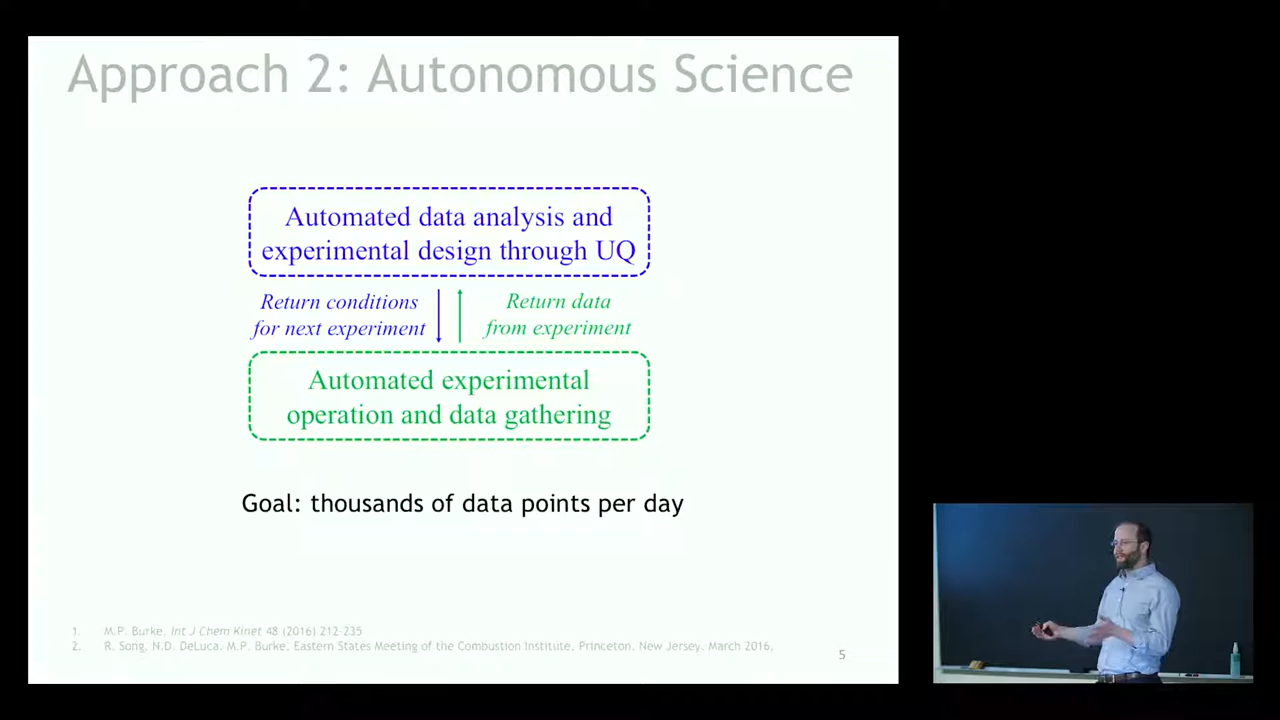 Approach 2: Autonomous Science
Automated data analysis and
experimental design through UQ
Return conditions
for next experiment
Return data
from experiment
Automated experimental
operation and data gathering
Goal: thousands of data points per day
1. M.P. Burke, Int J Chem Kinet 48 (2016) 212-235
2. R. Song, N.D. DeLuca, M.P. Burke, Eastern States Meeting of the Combustion Institute, Princeton, New Jersey, March 2016,
5